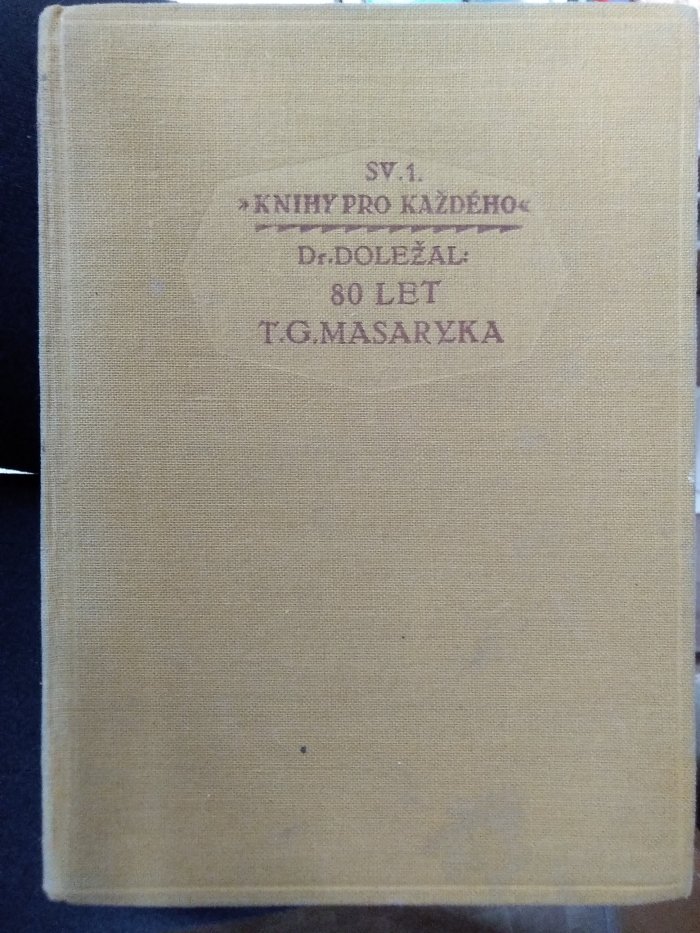 SV. 1.
»KNIHY PRO KAŽDÉHO«
Dr. DOLEŽAL:
80 LET
T. G. MASARYKA